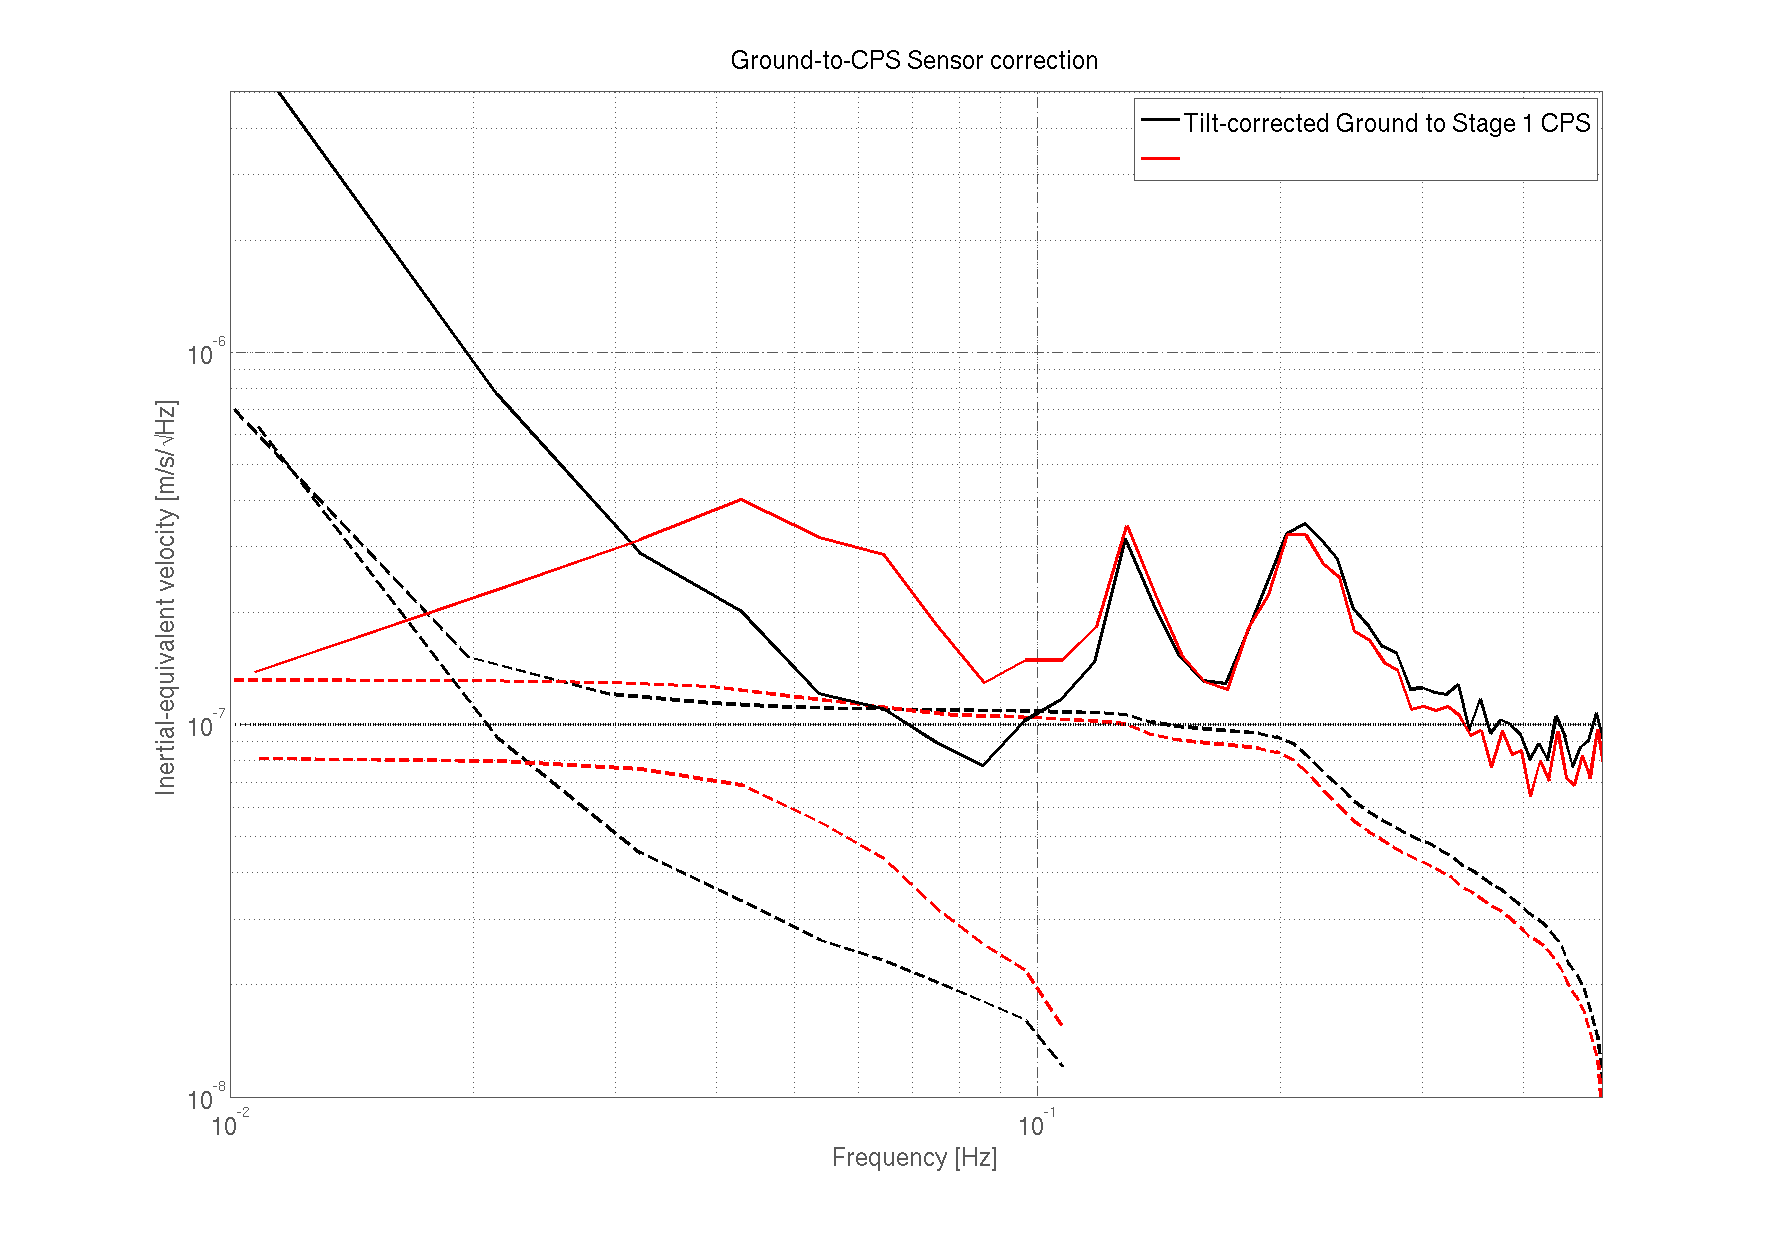 Ground-to-CPS Sensor correction
Tilt-corrected Ground to Stage 1 CPS
Inertial-equivalent velocity [m/s/√Hz]
10^-6
10^-7
10^-8
10^-2
10^-1
Frequency [Hz]